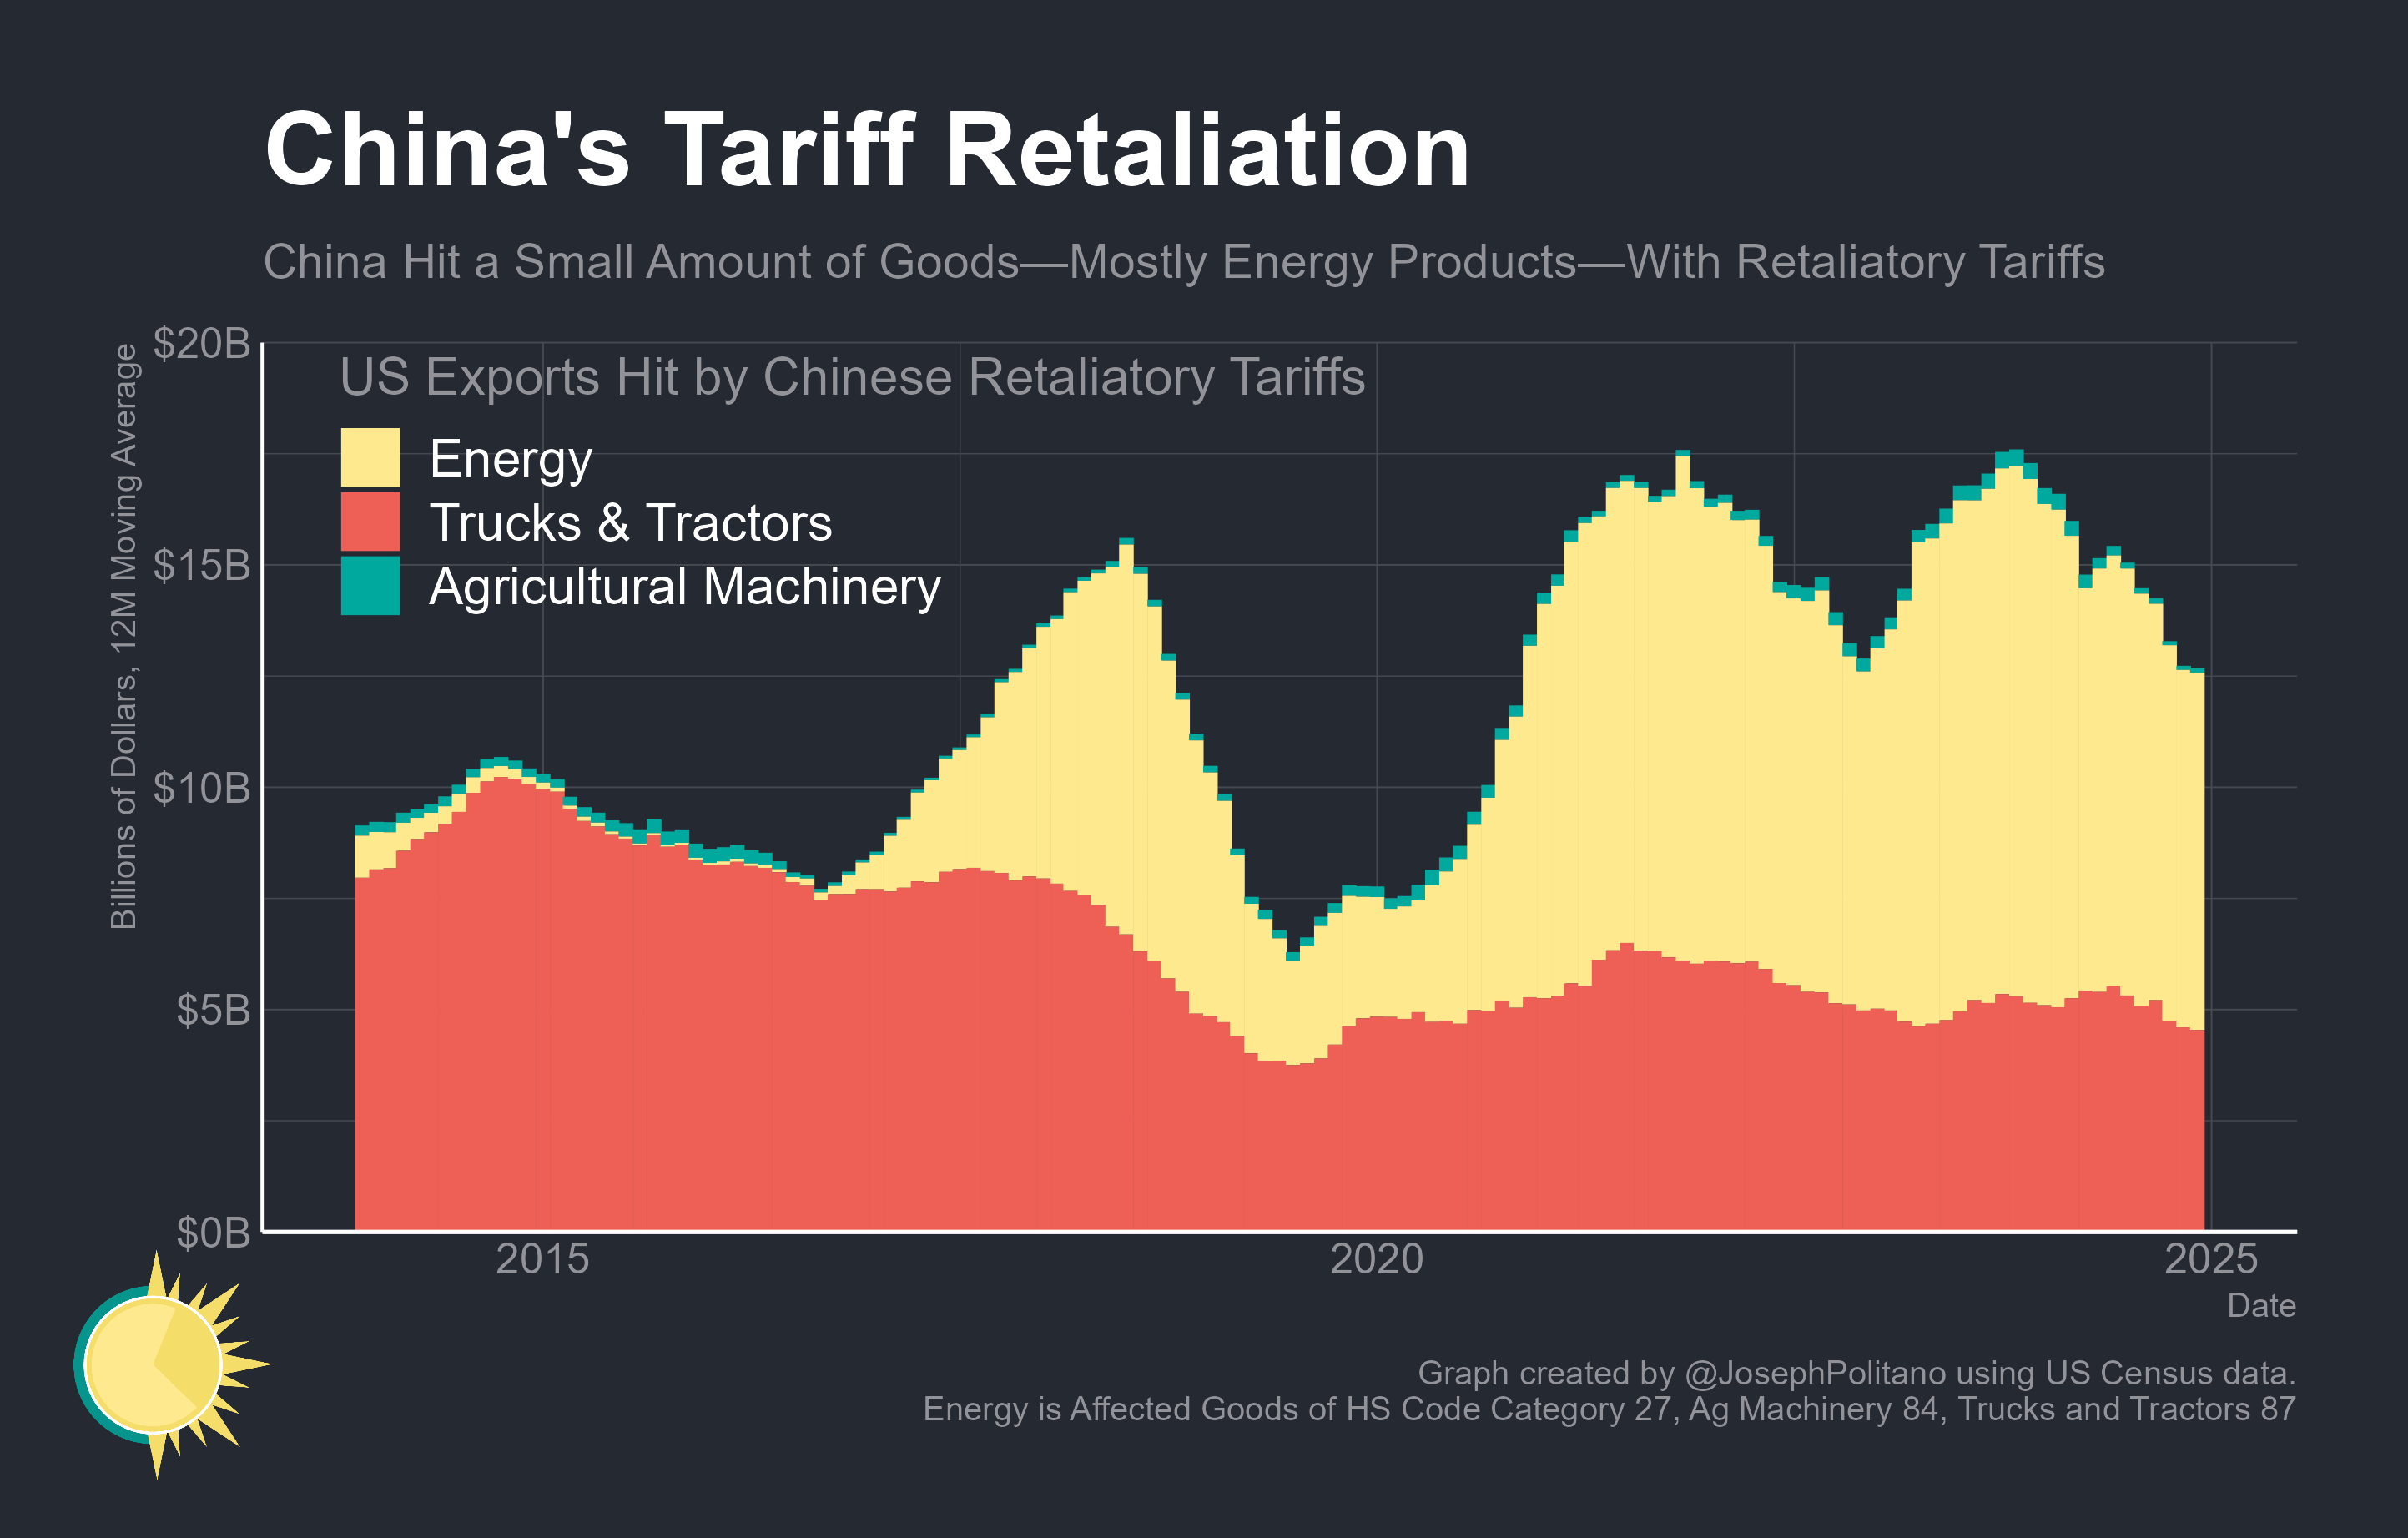 China's Tariff Retaliation
China Hit a Small Amount of Goods—Mostly Energy Products—With Retaliatory Tariffs
Billions of Dollars, 12M Moving Average
$20B
$15B
$10B
$5B
$0B
US Exports Hit by Chinese Retaliatory Tariffs
Energy
Trucks & Tractors
Agricultural Machinery
2015
2020
2025
Date
Graph created by @JosephPolitano using US Census data.
Energy is Affected Goods of HS Code Category 27, Ag Machinery 84, Trucks and Tractors 87